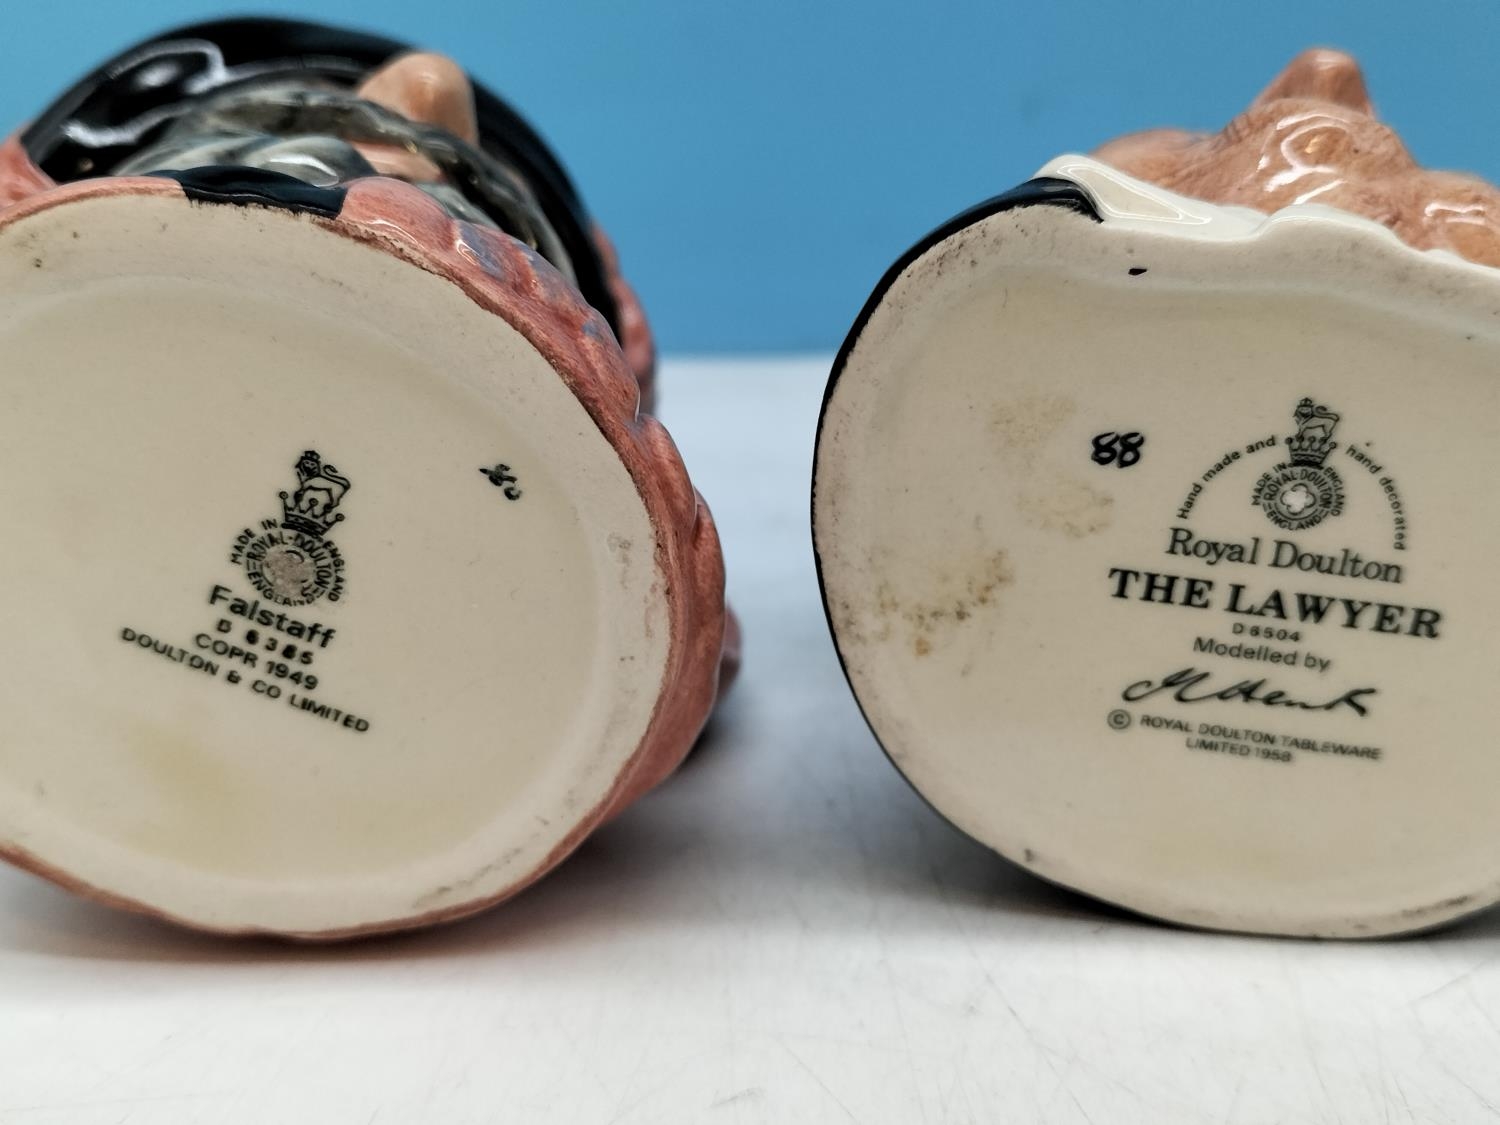 MADE IN ENGLAND
ROYAL·DOULTON
ENGLAND
Falstaff
D 6385
COPR 1949
DOULTON & CO LIMITED
88
Hand made and hand decorated
MADE IN ENGLAND
ROYAL·DOULTON
ENGLAND
Royal Doulton
THE LAWYER
D6504
Modelled by
© ROYAL DOULTON TABLEWARE
LIMITED 1958